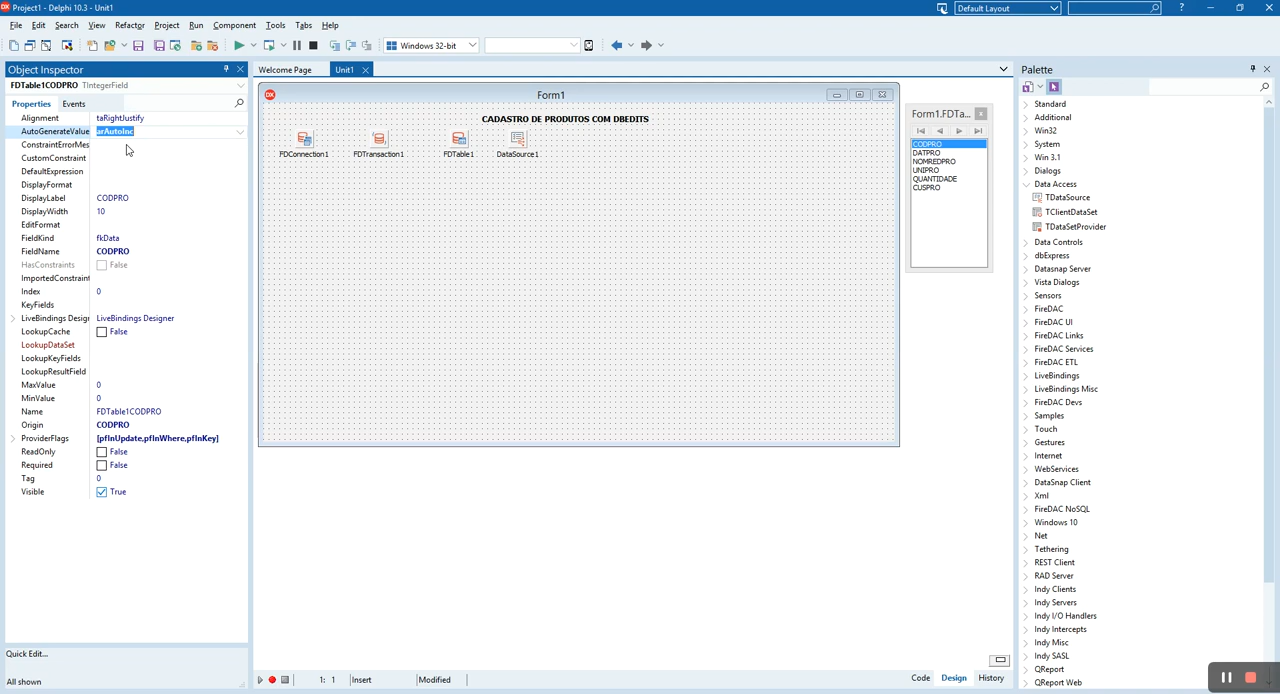 Project1 - Delphi 10.3 - Unit1
Default Layout
File Edit Search View Refactor Project Run Component Tools Tabs Help
Windows 32-bit
Object Inspector
FDTable1CODPRO TIntegerField
Properties Events
Alignment taRightJustify
AutoGenerateValue arAutoInc
ConstraintErrorMes
CustomConstraint
DefaultExpression
DisplayFormat
DisplayLabel CODPRO
DisplayWidth 10
EditFormat
FieldKind fkData
FieldName CODPRO
HasConstraints False
ImportedConstraint
Index 0
KeyFields
LiveBindings Design LiveBindings Designer
LookupCache False
LookupDataSet
LookupKeyFields
LookupResultField
MaxValue 0
MinValue 0
Name FDTable1CODPRO
Origin CODPRO
ProviderFlags [pfInUpdate,pfInWhere,pfInKey]
ReadOnly False
Required False
Tag 0
Visible True
Quick Edit...
All shown
Welcome Page Unit1
Form1
CADASTRO DE PRODUTOS COM DBEDITS
FDConnection1 FDTransaction1 FDTable1 DataSource1
Form1.FDTa...
CODPRO
DATPRO
NOMREDPRO
UNIPRO
QUANTIDADE
CUSPRO
1: 1 Insert Modified
Code Design History
Palette
Standard
Additional
Win32
System
Win 3.1
Dialogs
Data Access
TDataSource
TClientDataSet
TDataSetProvider
Data Controls
dbExpress
Datasnap Server
Vista Dialogs
Sensors
FireDAC
FireDAC UI
FireDAC Links
FireDAC Services
FireDAC ETL
LiveBindings
LiveBindings Misc
FireDAC Devs
Samples
Touch
Gestures
Internet
WebServices
DataSnap Client
Xml
FireDAC NoSQL
Windows 10
Net
Tethering
REST Client
RAD Server
Indy Clients
Indy Servers
Indy I/O Handlers
Indy Intercepts
Indy Misc
Indy SASL
QReport
QReport Web